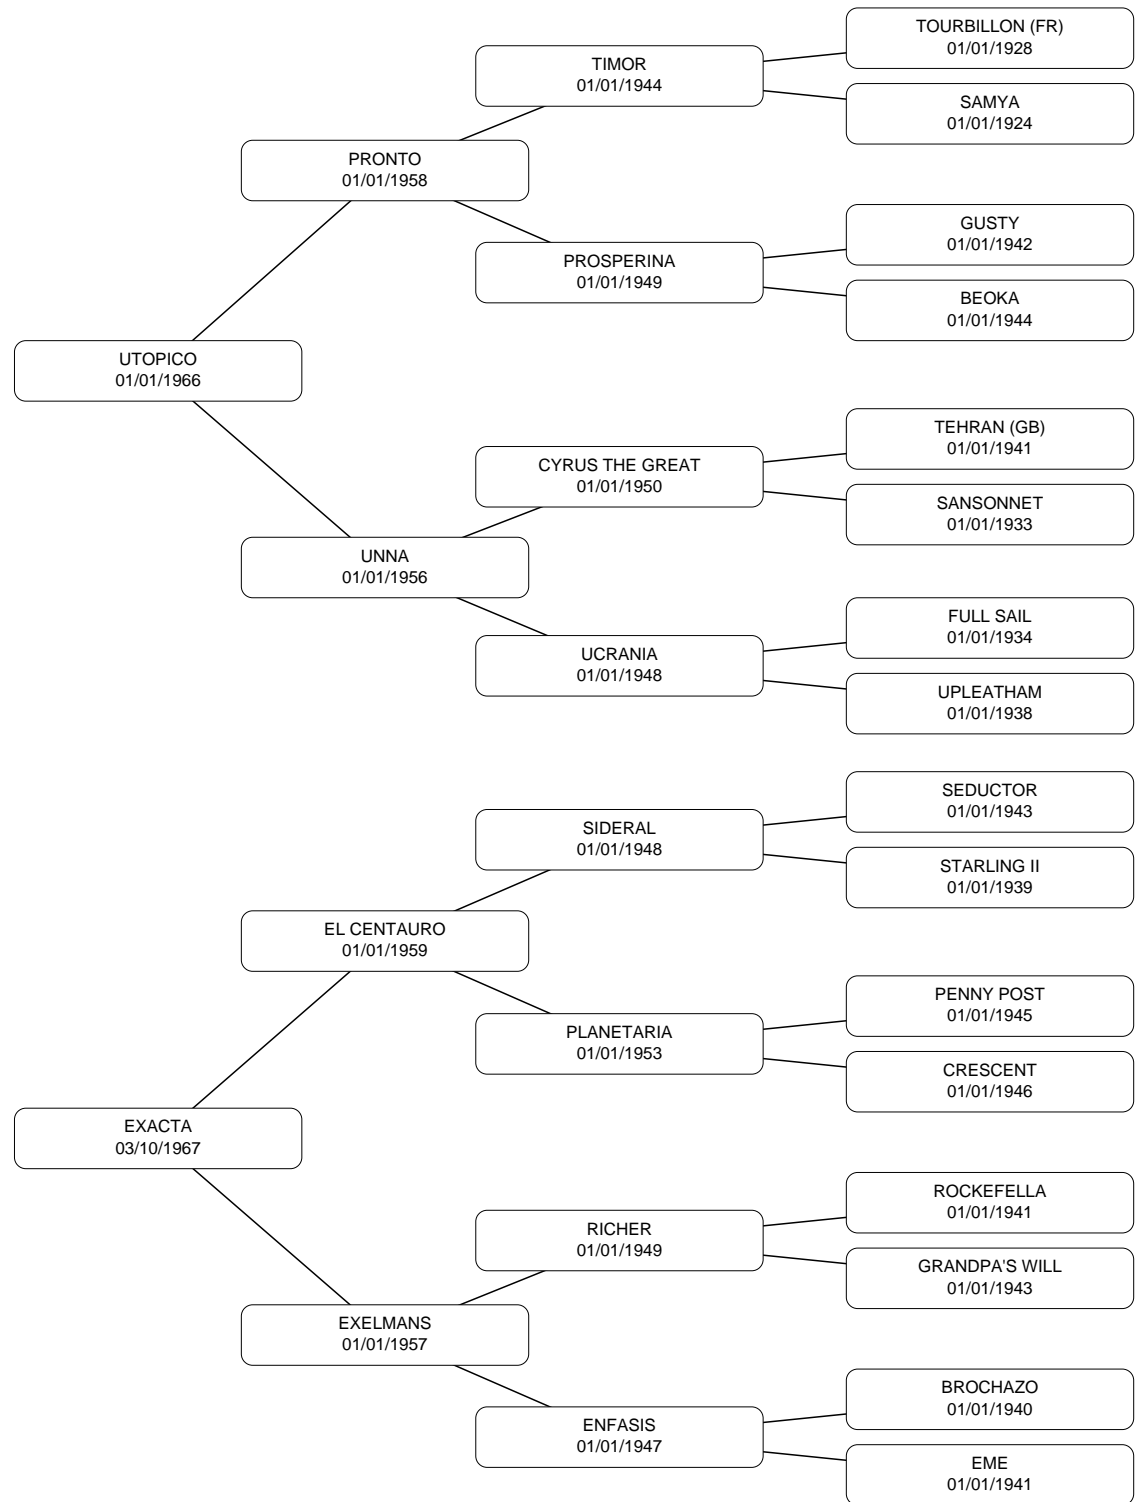 TOURBILLON (FR)
01/01/1928
TIMOR
01/01/1944
SAMYA
01/01/1924
PRONTO
01/01/1958
GUSTY
01/01/1942
PROSPERINA
01/01/1949
BEOKA
01/01/1944
UTOPICO
01/01/1966
TEHRAN (GB)
01/01/1941
CYRUS THE GREAT
01/01/1950
SANSONNET
01/01/1933
UNNA
01/01/1956
FULL SAIL
01/01/1934
UCRANIA
01/01/1948
UPLEATHAM
01/01/1938
SEDUCTOR
01/01/1943
SIDERAL
01/01/1948
STARLING II
01/01/1939
EL CENTAURO
01/01/1959
PENNY POST
01/01/1945
PLANETARIA
01/01/1953
CRESCENT
01/01/1946
EXACTA
03/10/1967
ROCKEFELLA
01/01/1941
RICHER
01/01/1949
GRANDPA'S WILL
01/01/1943
EXELMANS
01/01/1957
BROCHAZO
01/01/1940
ENFASIS
01/01/1947
EME
01/01/1941